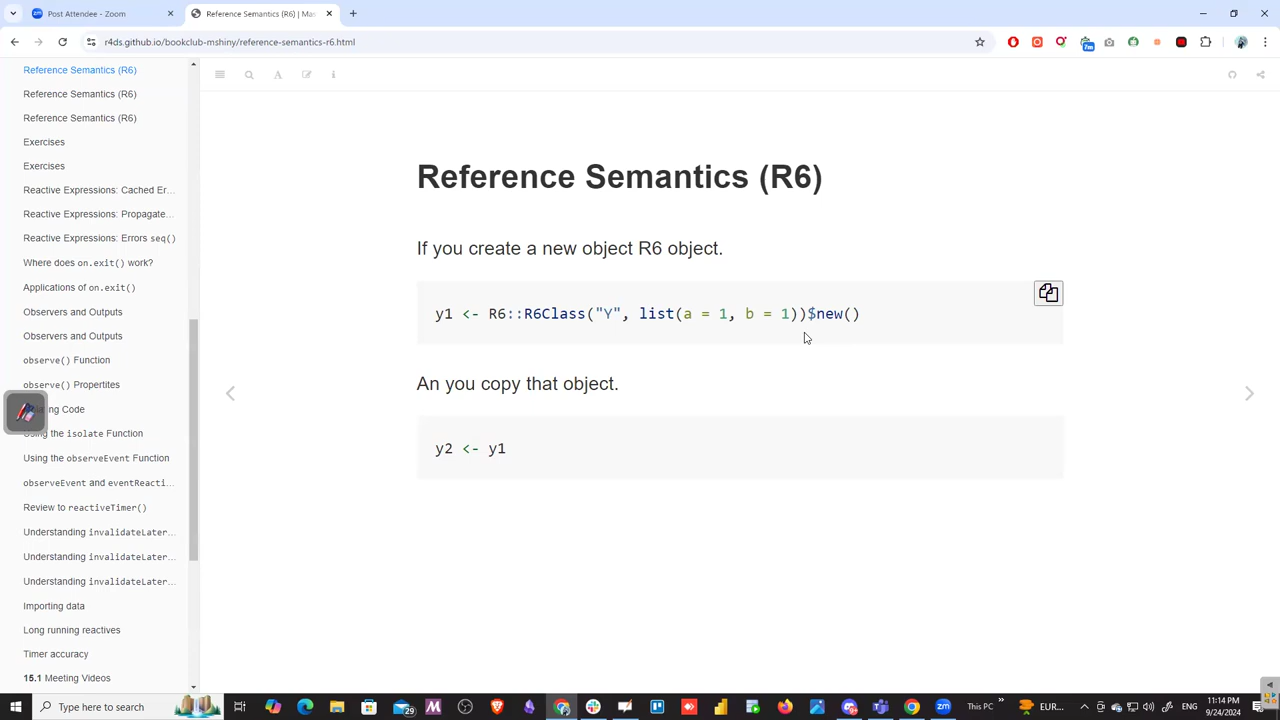 Post Attendee - Zoom
Reference Semantics (R6) | Mas
r4ds.github.io/bookclub-mshiny/reference-semantics-r6.html
7m
Reference Semantics (R6)
Reference Semantics (R6)
Reference Semantics (R6)
Exercises
Exercises
Reactive Expressions: Cached Er...
Reactive Expressions: Propagate...
Reactive Expressions: Errors seq()
Where does on.exit() work?
Applications of on.exit()
Observers and Outputs
Observers and Outputs
observe() Function
observe() Propertites
Code
Using the isolate Function
Using the observeEvent Function
observeEvent and eventReacti...
Review to reactiveTimer()
Understanding invalidateLater...
Understanding invalidateLater...
Understanding invalidateLater...
Importing data
Long running reactives
Timer accuracy
15.1 Meeting Videos
Reference Semantics (R6)
If you create a new object R6 object.
y1 <- R6::R6Class("Y", list(a = 1, b = 1))$new()
An you copy that object.
y2 <- y1
Type here to search
29
This PC
EUR...
11:14 PM
9/24/2024